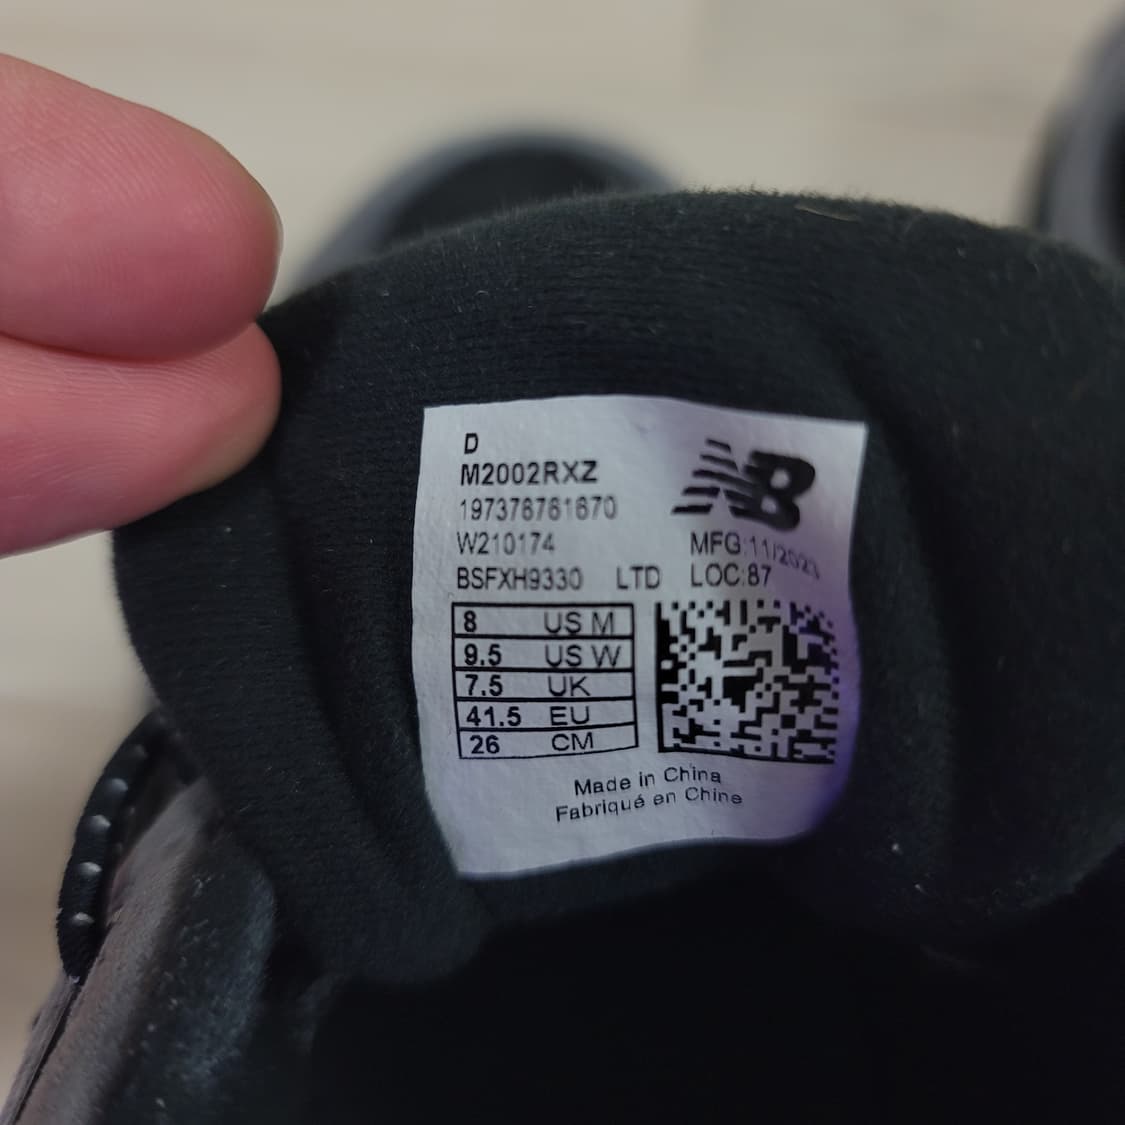 D
M2002RXZ
197376761670
W210174
BSFXH9330 LTD
NB
MFG:11/2023
LOC:87
8 US M
9.5 US W
7.5 UK
41.5 EU
26 CM
Made in China
Fabriqué en Chine